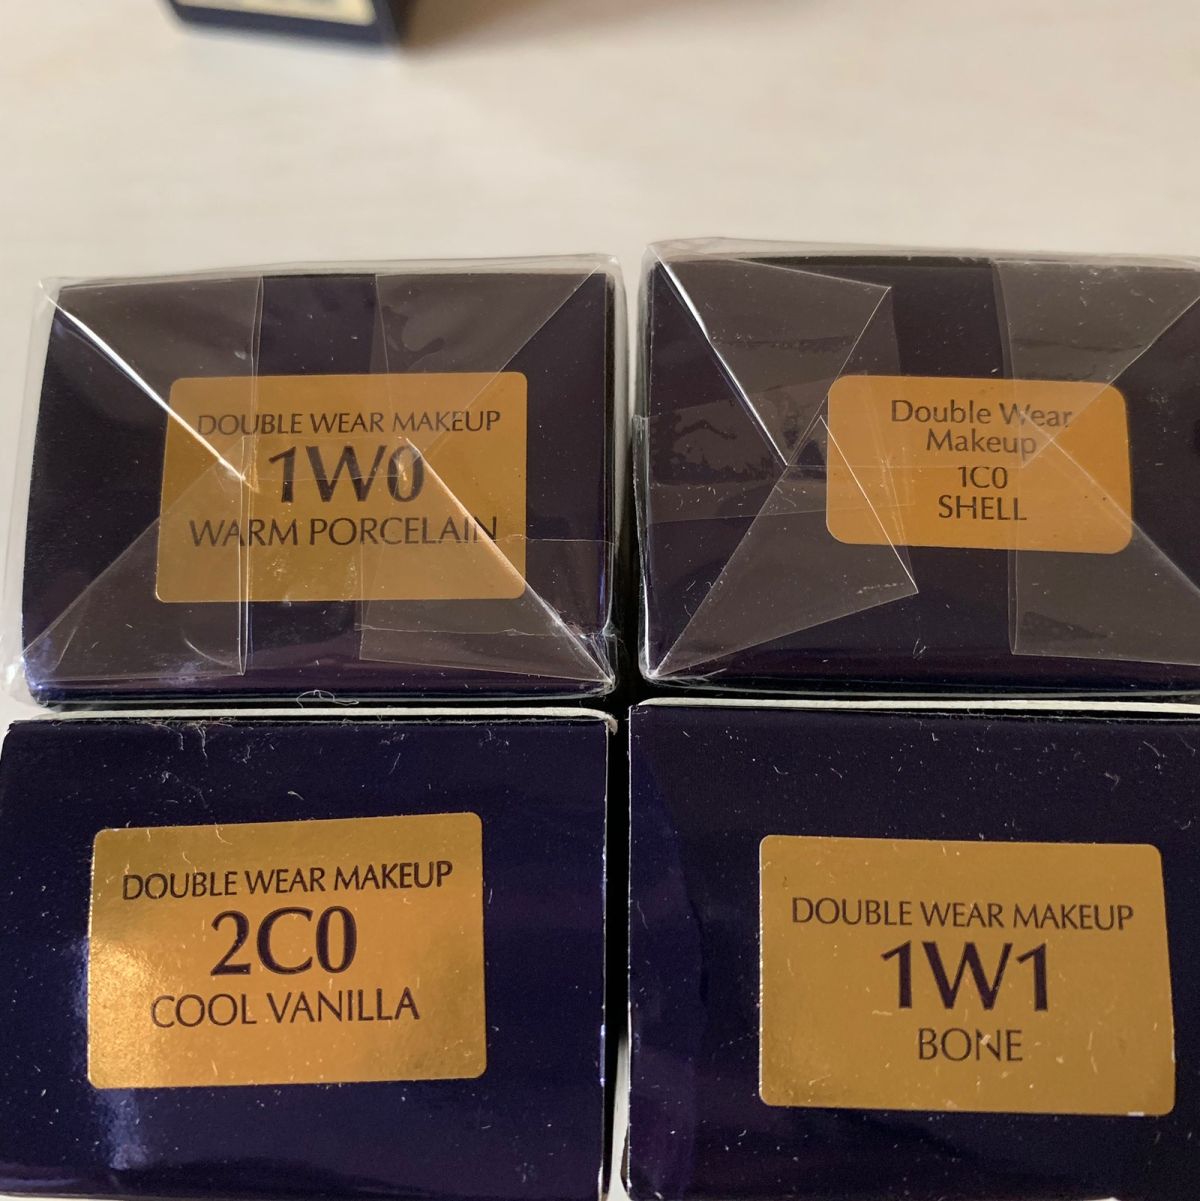 DOUBLE WEAR MAKEUP
1W0
WARM PORCELAIN
Double Wear
Makeup
1C0
SHELL
DOUBLE WEAR MAKEUP
2C0
COOL VANILLA
DOUBLE WEAR MAKEUP
1W1
BONE